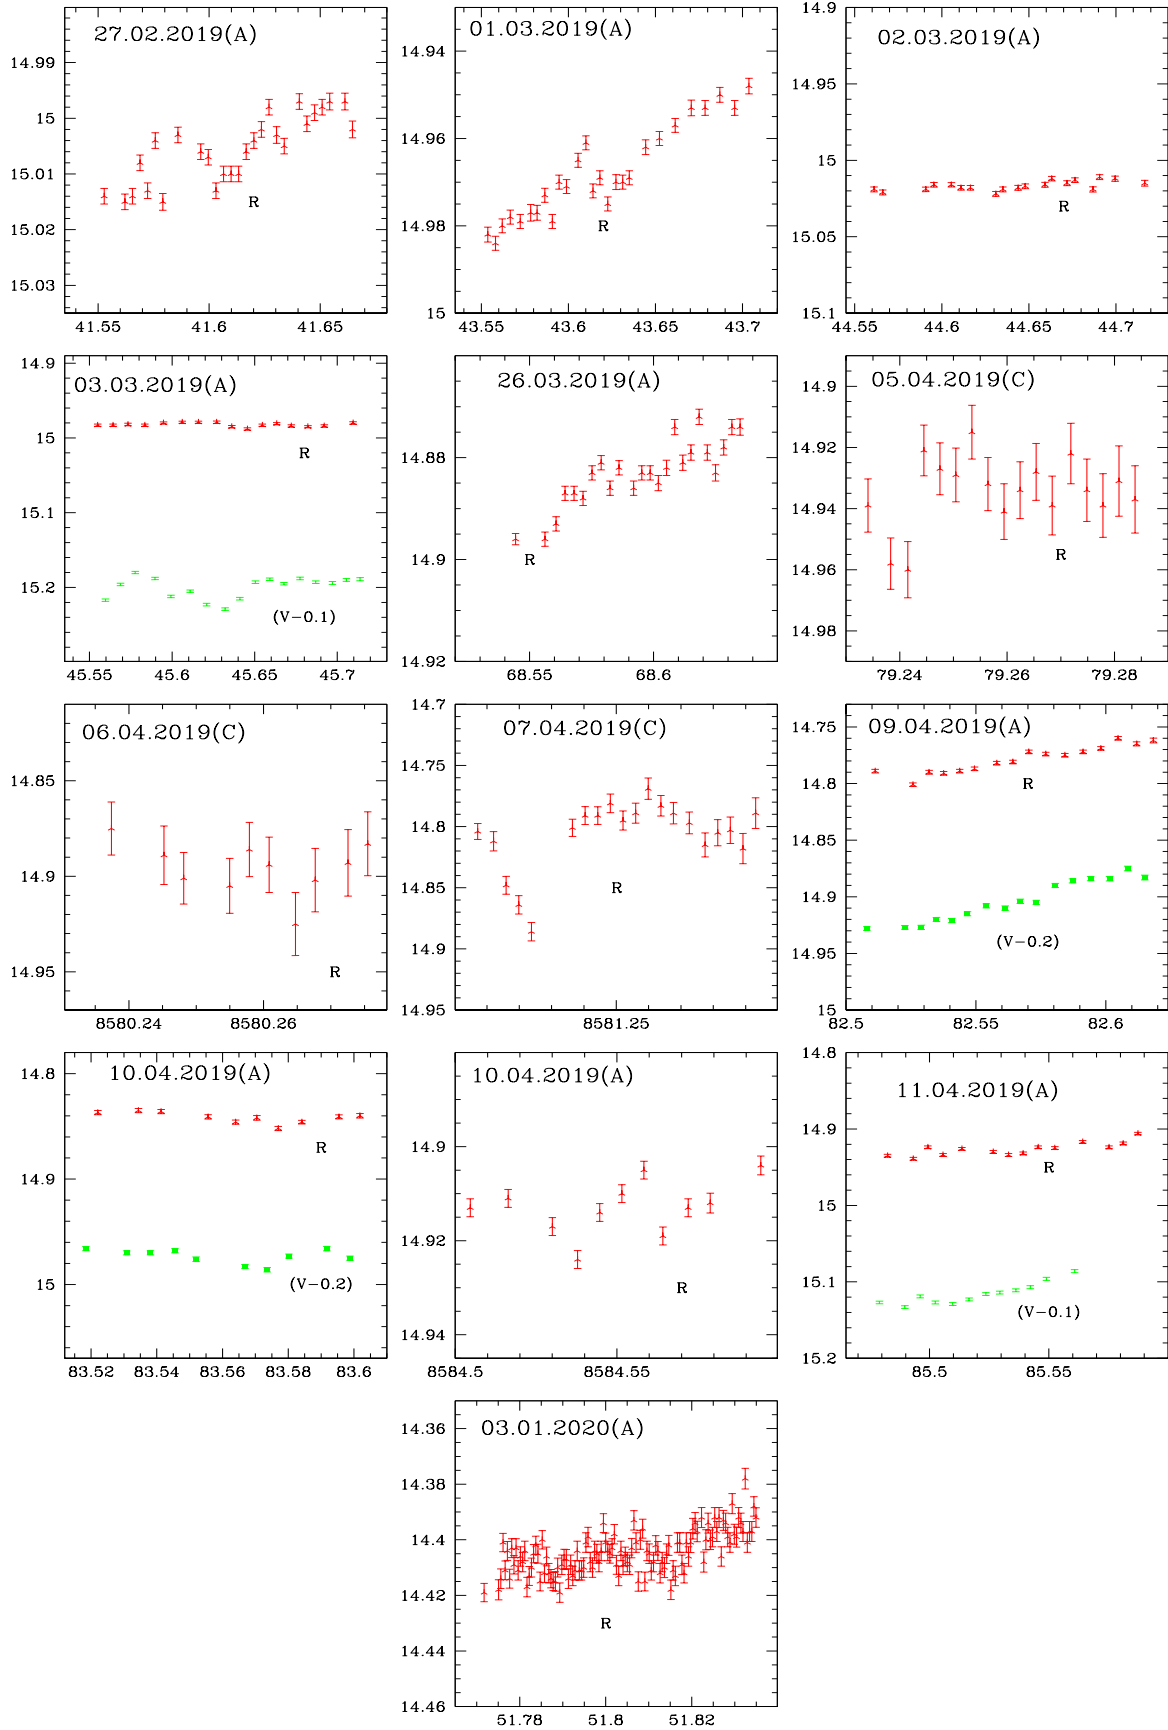 27.02.2019(A)
14.99
15
15.01
15.02
15.03
R
41.55 41.6 41.65
01.03.2019(A)
14.94
14.96
14.98
15
R
43.55 43.6 43.65 43.7
02.03.2019(A)
14.9
14.95
15
15.05
15.1
R
44.55 44.6 44.65 44.7
03.03.2019(A)
14.9
15
15.1
15.2
R
(V−0.1)
45.55 45.6 45.65 45.7
26.03.2019(A)
14.88
14.9
14.92
R
68.55 68.6
05.04.2019(C)
14.9
14.92
14.94
14.96
14.98
R
79.24 79.26 79.28
06.04.2019(C)
14.85
14.9
14.95
R
8580.24 8580.26
07.04.2019(C)
14.7
14.75
14.8
14.85
14.9
14.95
R
8581.25
09.04.2019(A)
14.75
14.8
14.85
14.9
14.95
15
R
(V−0.2)
82.5 82.55 82.6
10.04.2019(A)
14.8
14.9
15
R
(V−0.2)
83.52 83.54 83.56 83.58 83.6
10.04.2019(A)
14.9
14.92
14.94
R
8584.5 8584.55
11.04.2019(A)
14.8
14.9
15
15.1
15.2
R
(V−0.1)
85.5 85.55
03.01.2020(A)
14.36
14.38
14.4
14.42
14.44
14.46
R
51.78 51.8 51.82